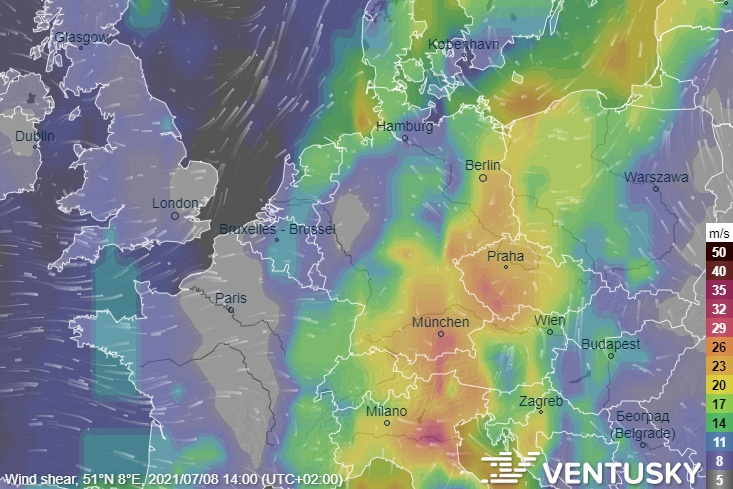 Glasgow
København
Hamburg
Dublin
Berlin
Warszawa
London
Bruxelles - Brussel
m/s
50
Praha
40
35
Paris
32
München
Wien
29
Budapest
26
23
20
Milano
Zagreb
17
Београд
(Belgrade)
14
11
8
5
Wind shear, 51°N 8°E, 2021/07/08 14:00 (UTC+02:00)
VENTUSKY